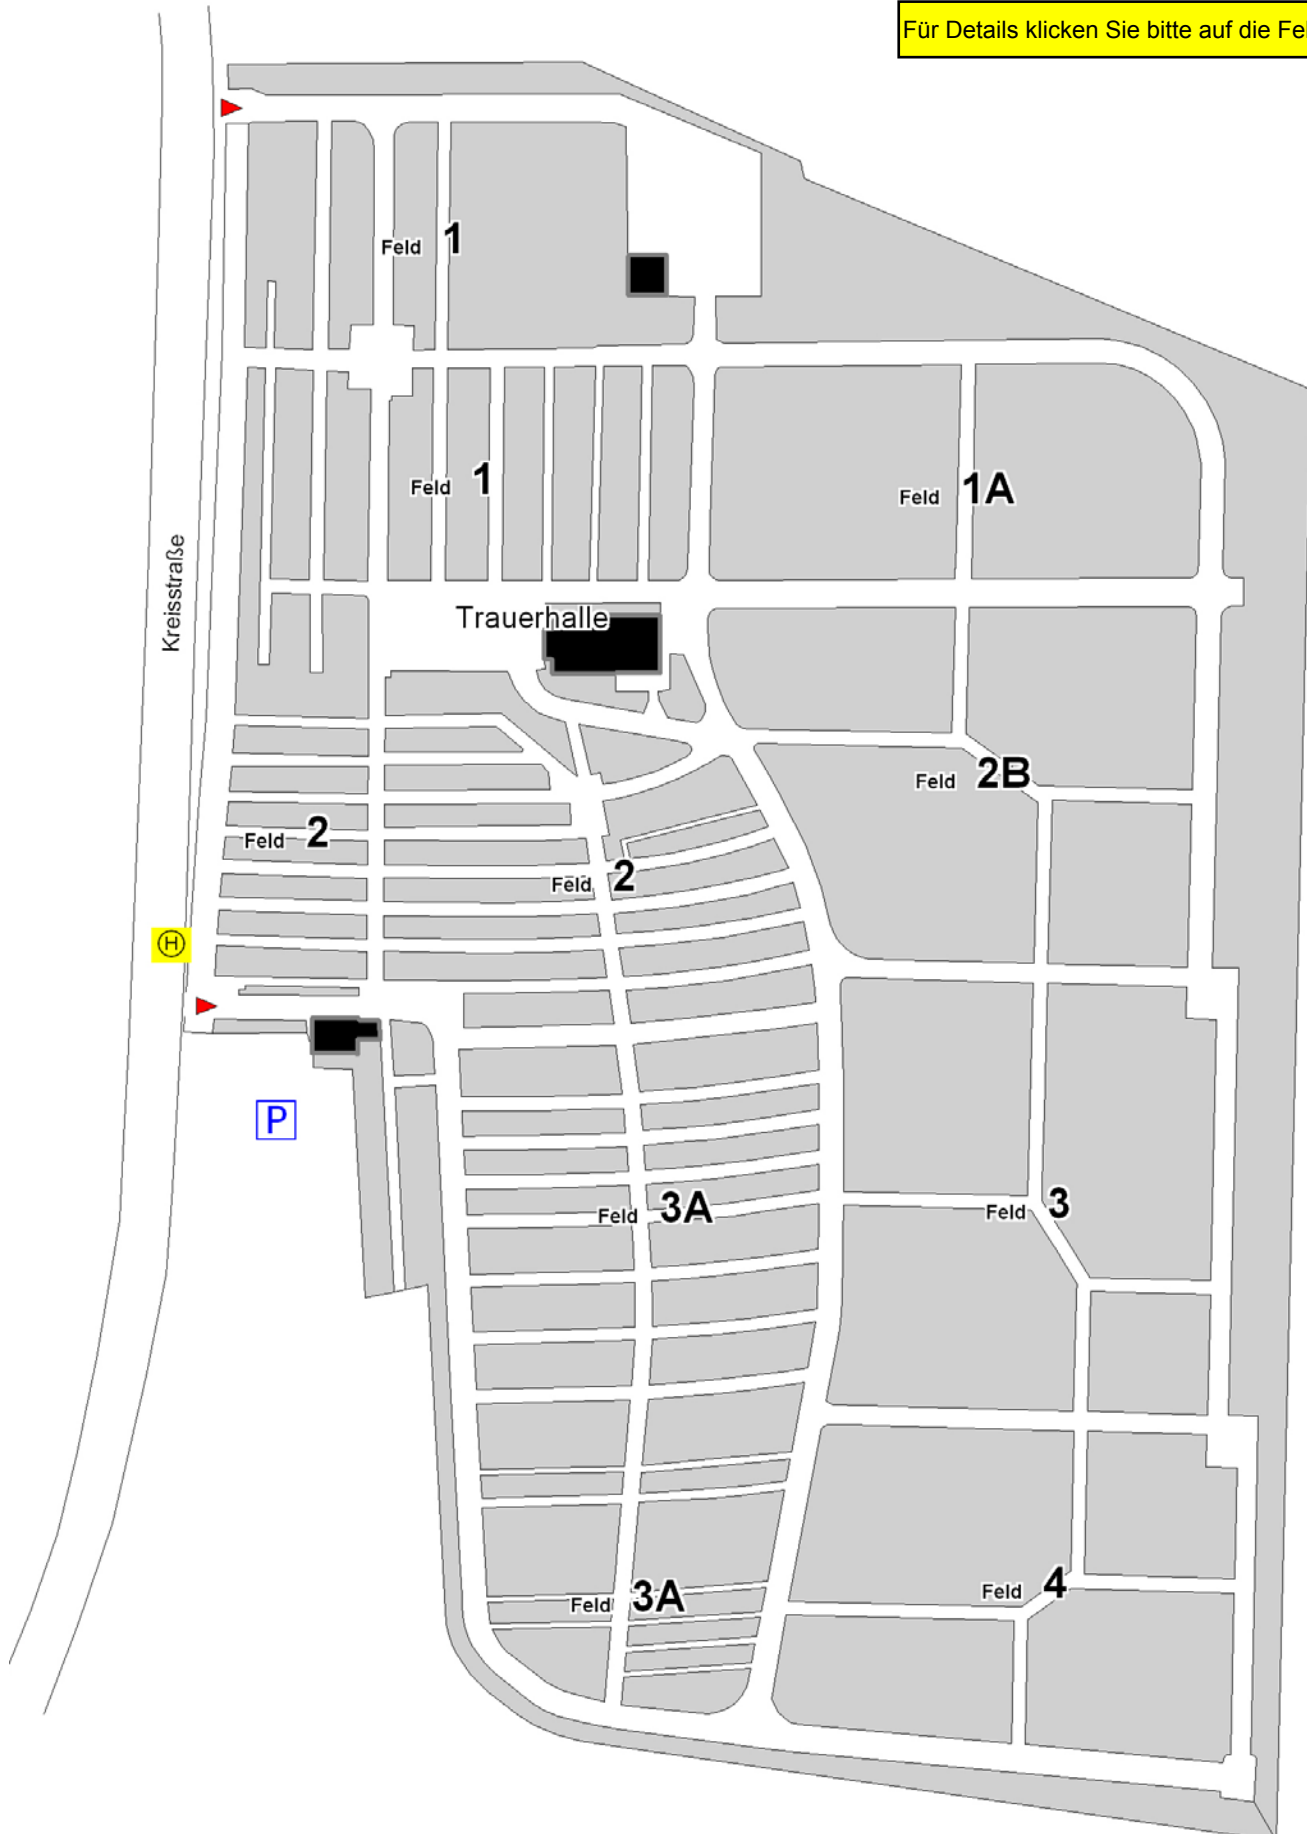 Für Details klicken Sie bitte auf die Fel
Feld 1
Feld 1
Feld 1A
Kreisstraße
Trauerhalle
Feld 2B
Feld 2
Feld 2
H
P
Feld 3A
Feld 3
Feld 4
Feld 3A